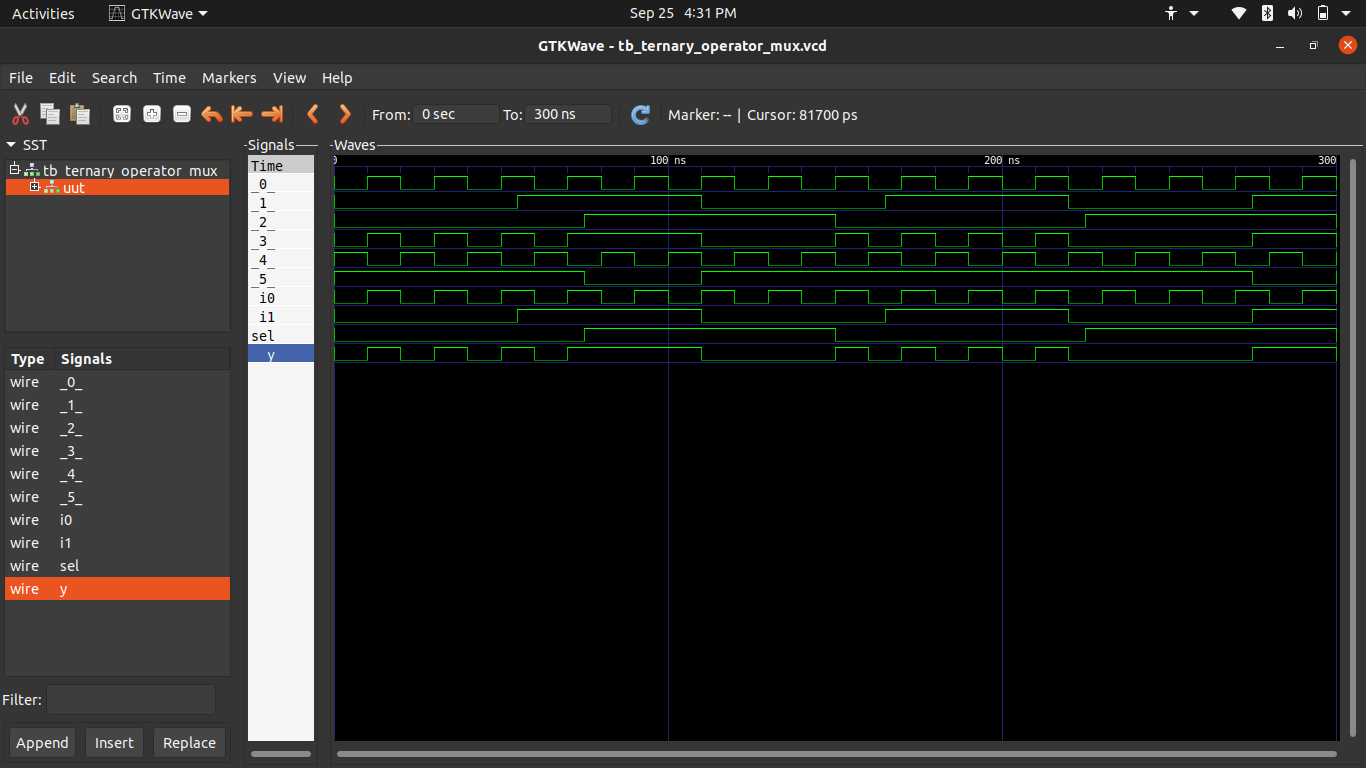 Activities GTKWave Sep 25 4:31 PM
GTKWave - tb_ternary_operator_mux.vcd
File Edit Search Time Markers View Help
From: 0 sec To: 300 ns Marker: -- | Cursor: 81700 ps
SST
tb_ternary_operator_mux
uut
Type Signals
wire _0_
wire _1_
wire _2_
wire _3_
wire _4_
wire _5_
wire i0
wire i1
wire sel
wire y
Filter:
Append Insert Replace
Signals
Time
_0_
_1_
_2_
_3_
_4_
_5_
i0
i1
sel
y
Waves
0 100 ns 200 ns 300